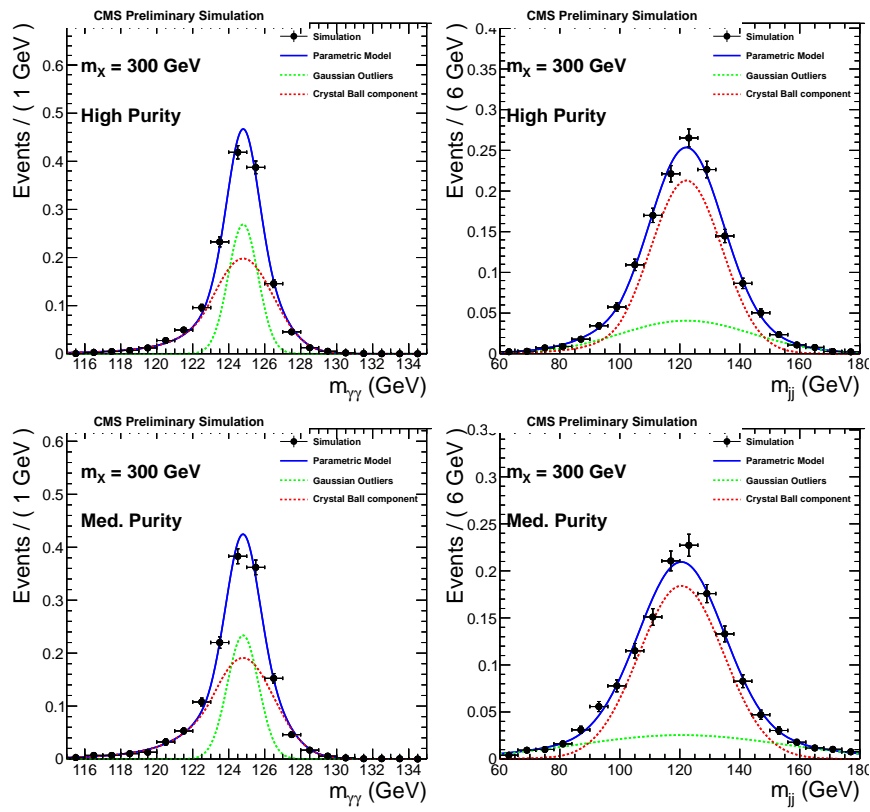 CMS Preliminary Simulation
Events / ( 1 GeV )
0.6
0.5
0.4
0.3
0.2
0.1
0
m_X = 300 GeV
High Purity
Simulation
Parametric Model
Gaussian Outliers
Crystal Ball component
116 118 120 122 124 126 128 130 132 134
m_γγ (GeV)
CMS Preliminary Simulation
Events / ( 6 GeV )
0.4
0.35
0.3
0.25
0.2
0.15
0.1
0.05
0
m_X = 300 GeV
High Purity
Simulation
Parametric Model
Gaussian Outliers
Crystal Ball component
60 80 100 120 140 160 180
m_jj (GeV)
CMS Preliminary Simulation
Events / ( 1 GeV )
0.6
0.5
0.4
0.3
0.2
0.1
0
m_X = 300 GeV
Med. Purity
Simulation
Parametric Model
Gaussian Outliers
Crystal Ball component
116 118 120 122 124 126 128 130 132 134
m_γγ (GeV)
CMS Preliminary Simulation
Events / ( 6 GeV )
0.3
0.25
0.2
0.15
0.1
0.05
0
m_X = 300 GeV
Med. Purity
Simulation
Parametric Model
Gaussian Outliers
Crystal Ball component
60 80 100 120 140 160 180
m_jj (GeV)